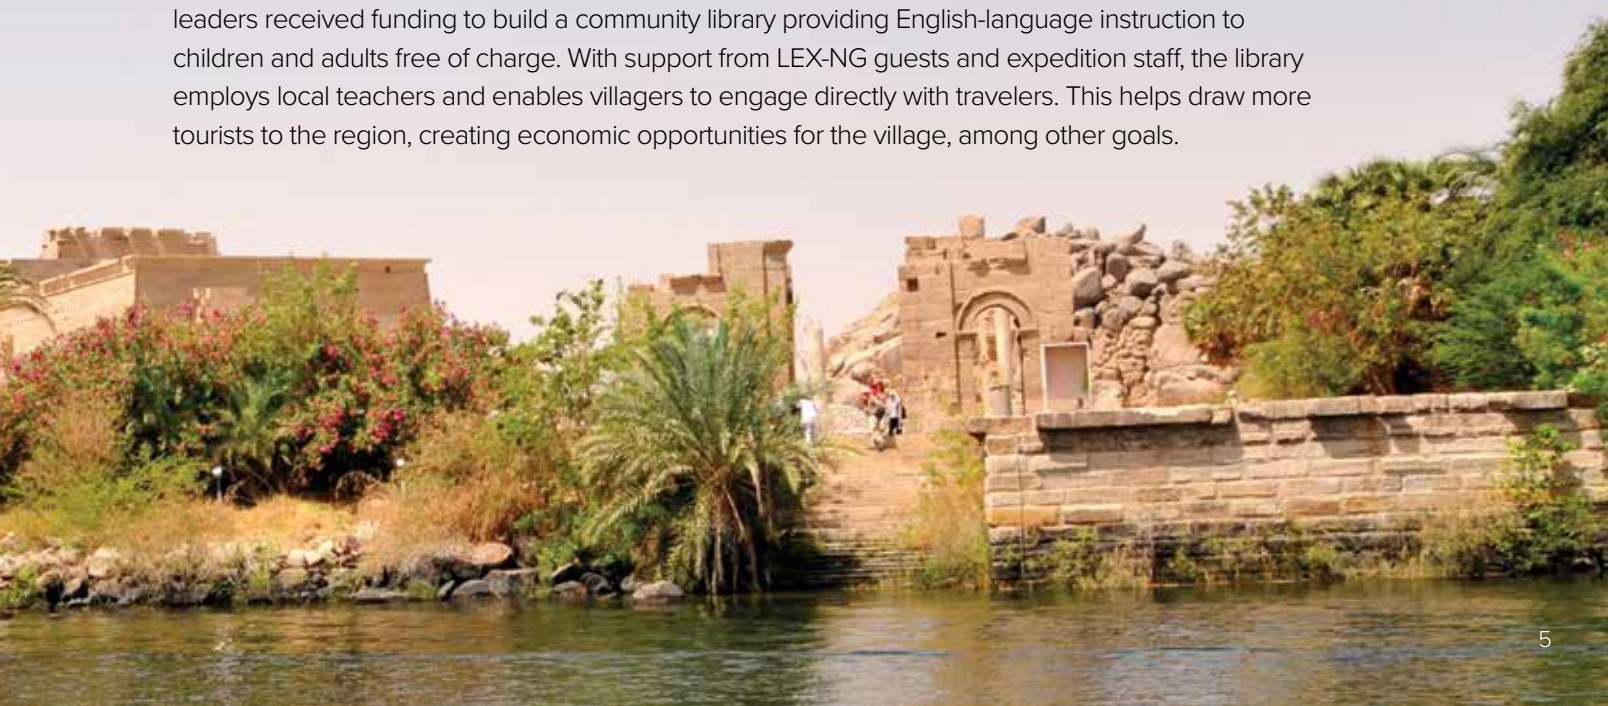 leaders received funding to build a community library providing English-language instruction to
children and adults free of charge. With support from LEX-NG guests and expedition staff, the library
employs local teachers and enables villagers to engage directly with travelers. This helps draw more
tourists to the region, creating economic opportunities for the village, among other goals.
5